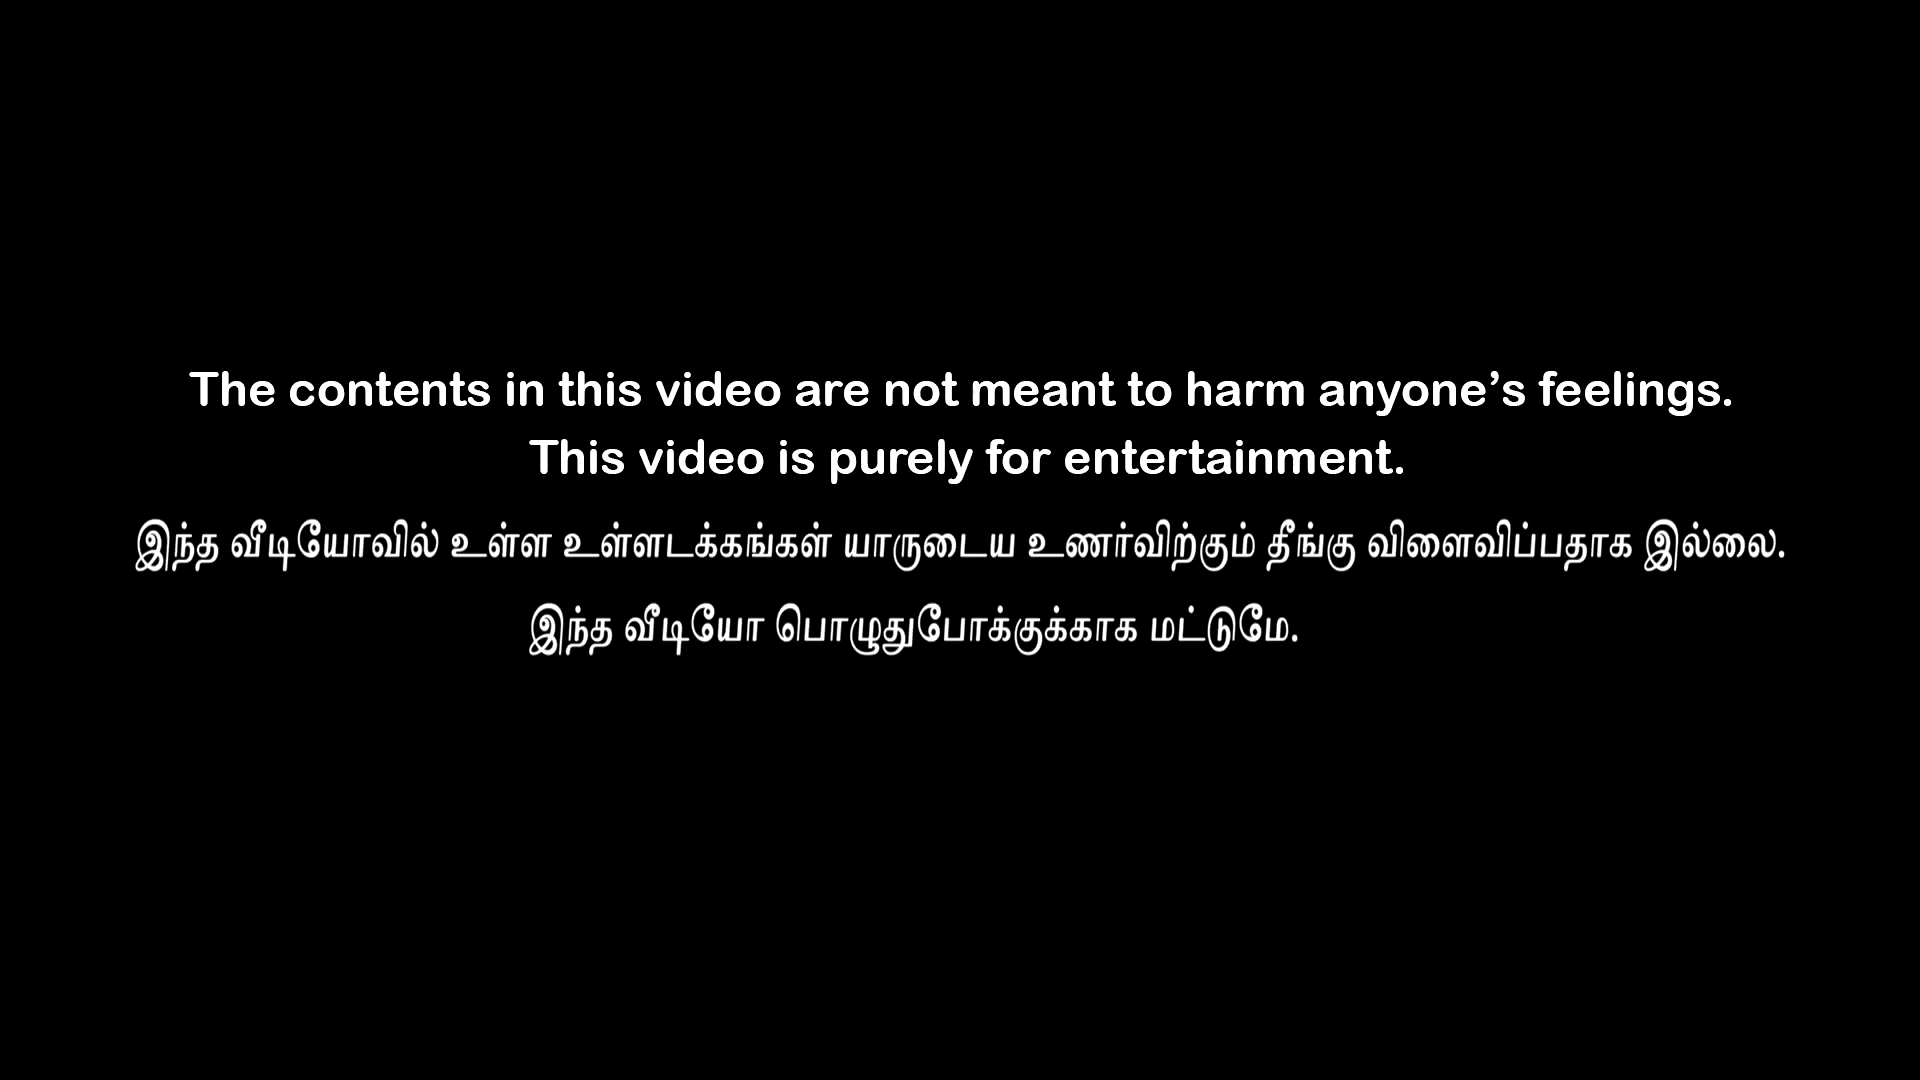 The contents in this video are not meant to harm anyone’s feelings.
This video is purely for entertainment.
இந்த வீடியோவில் உள்ள உள்ளடக்கங்கள் யாருடைய உணர்விற்கும் தீங்கு விளைவிப்பதாக இல்லை.
இந்த வீடியோ பொழுதுபோக்குக்காக மட்டுமே.